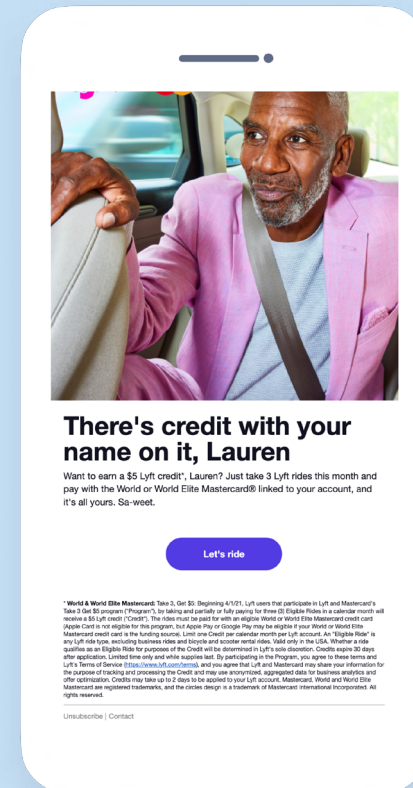 There's credit with your
name on it, Lauren
Want to earn a $5 Lyft credit*, Lauren? Just take 3 Lyft rides this month and
pay with the World or World Elite Mastercard® linked to your account, and
it's all yours. Sa-weet.
Let's ride
* World & World Elite Mastercard: Take 3, Get $5: Beginning 4/1/21, Lyft users that participate in Lyft and Mastercard's
Take 3 Get $5 program ("Program"), by taking and partially or fully paying for three (3) Eligible Rides in a calendar month will
receive a $5 Lyft credit ("Credit"). The rides must be paid for with an eligible World or World Elite Mastercard credit card
(Apple Card is not eligible for this program, but Apple Pay or Google Pay may be eligible if your World or World Elite
Mastercard credit card is the funding source). Limit one Credit per calendar month per Lyft account. An "Eligible Ride" is
any Lyft ride type, excluding business rides and bicycle and scooter rental rides. Valid only in the USA. Whether a ride
qualifies as an Eligible Ride for purposes of the Credit will be determined in Lyft's sole discretion. Credits expire 30 days
after application. Limited time only and while supplies last. By participating in the Program, you agree to these terms and
Lyft's Terms of Service (https://www.lyft.com/terms), and you agree that Lyft and Mastercard may share your information for
the purpose of tracking and processing the Credit and may use anonymized, aggregated data for business analytics and
offer optimization. Credits may take up to 2 days to be applied to your Lyft account. Mastercard, World and World Elite
Mastercard are registered trademarks, and the circles design is a trademark of Mastercard International Incorporated. All
rights reserved.
Unsubscribe | Contact